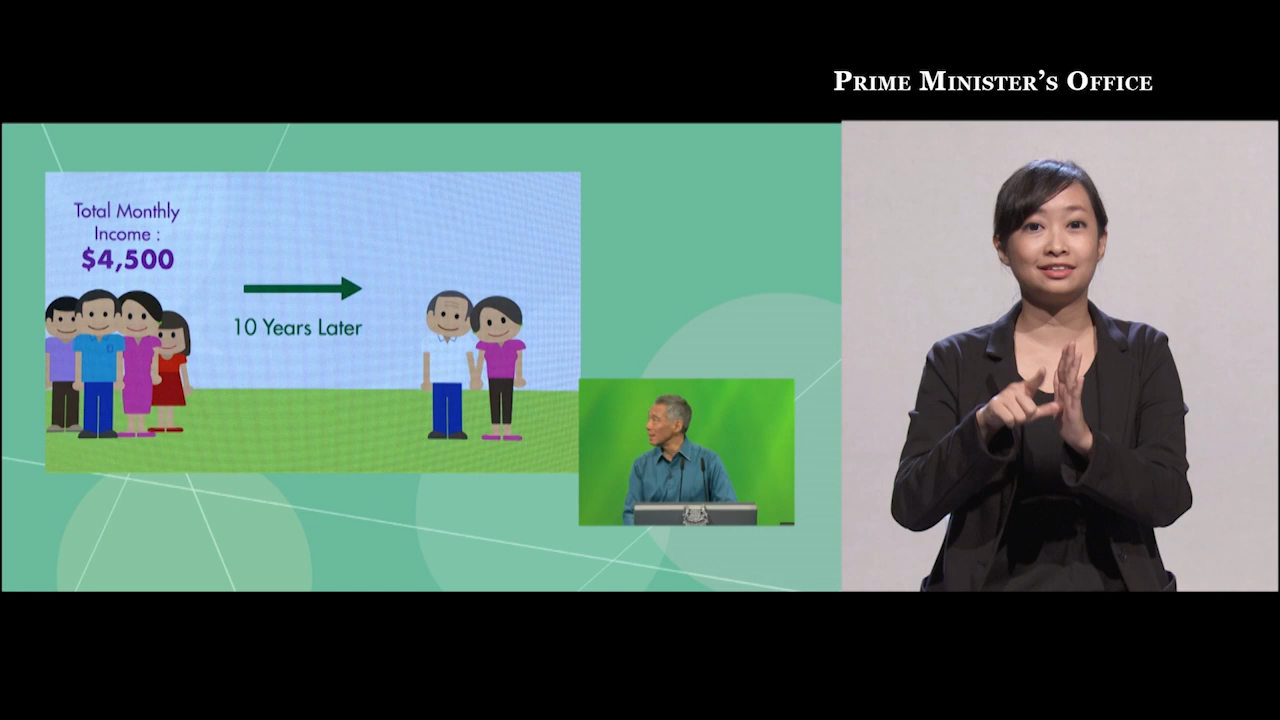 Prime Minister's Office
Total Monthly
Income :
$4,500
10 Years Later